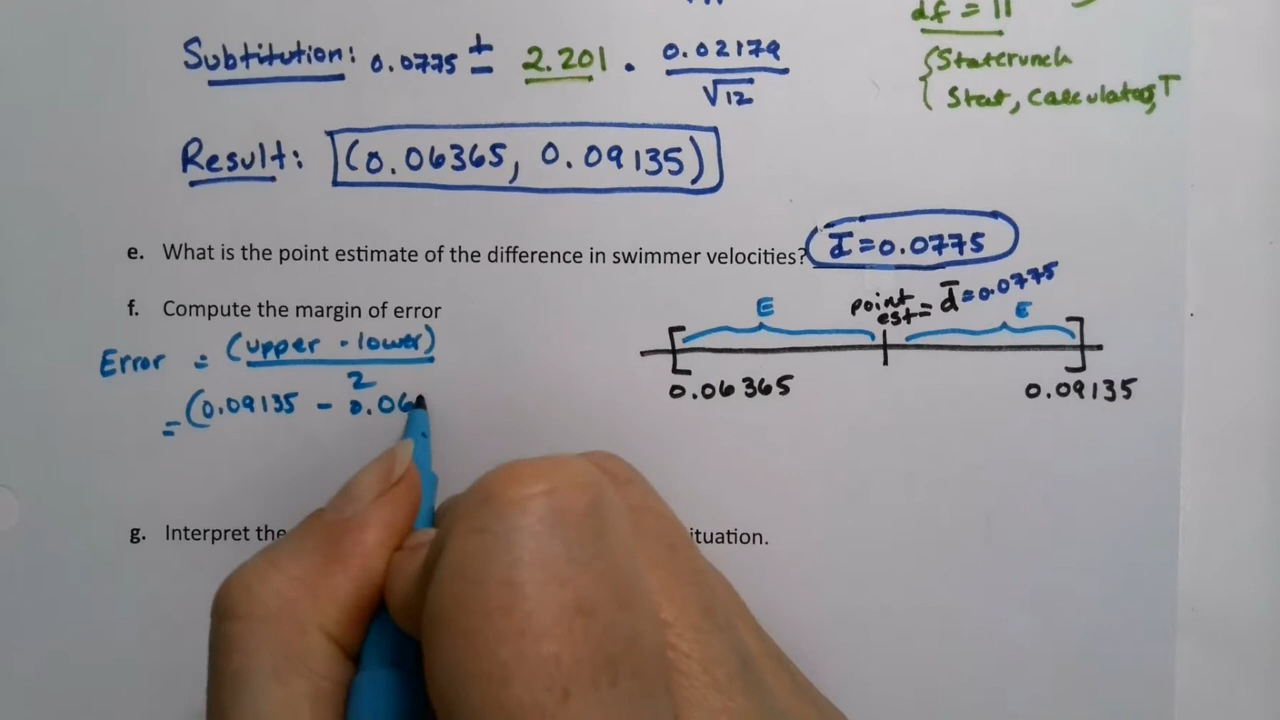 df = 11
Subtitution: 0.0775 ± 2.201 . 0.02179
√12
{Statcrunch
Stat, Calculators, T
Result: (0.06365, 0.09135)
e. What is the point estimate of the difference in swimmer velocities? d̅=0.0775
f. Compute the margin of error
E point est= d̅=0.0775 E
Error = (upper - lower)
2
0.06365 0.09135
= (0.09135 - 0.06
g. Interpret the ituation.